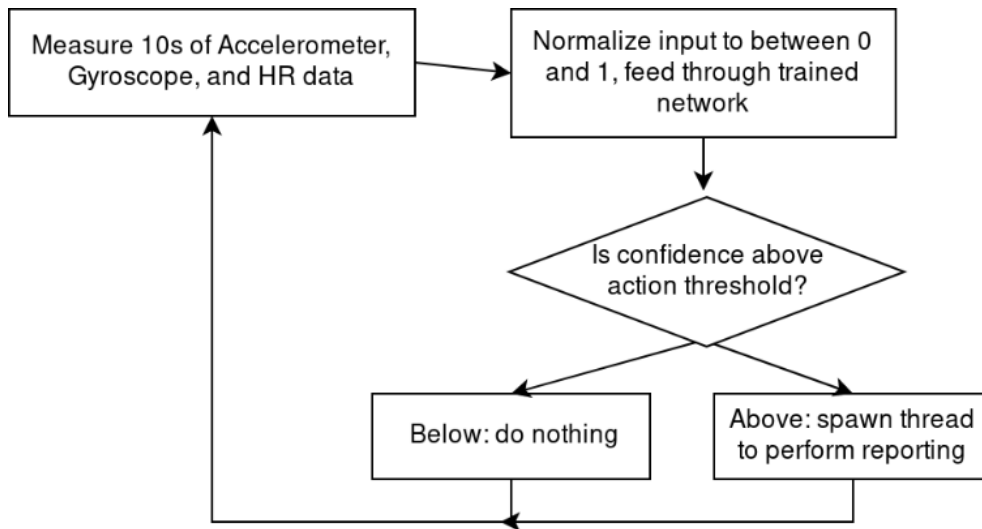 Measure 10s of Accelerometer,
Gyroscope, and HR data
Normalize input to between 0
and 1, feed through trained
network
Is confidence above
action threshold?
Below: do nothing
Above: spawn thread
to perform reporting